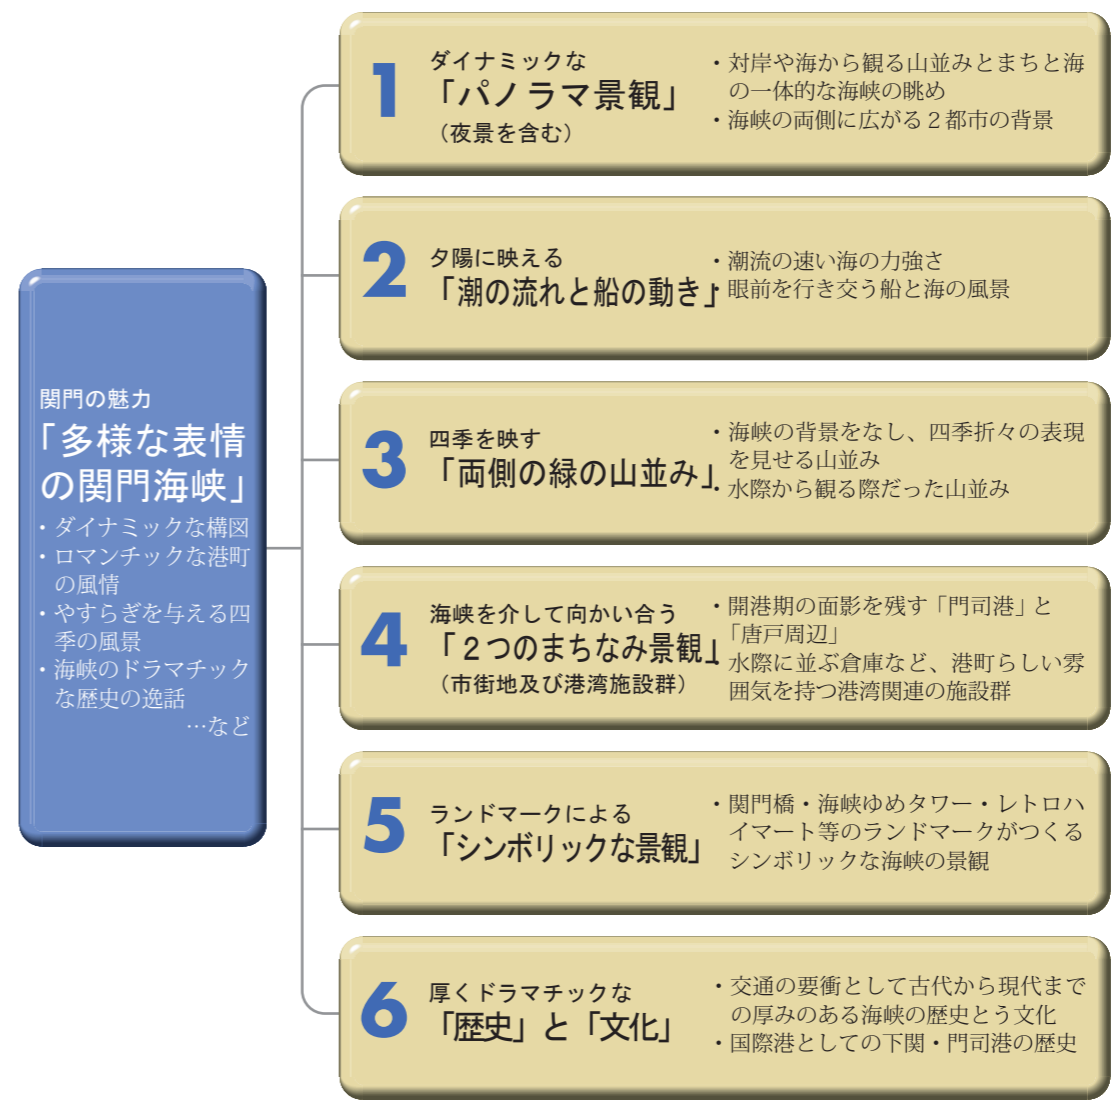 関門の魅力
「多様な表情
の関門海峡」
・ダイナミックな構図
・ロマンチックな港町
の風情
・やすらぎを与える四
季の風景
・海峡のドラマチック
な歴史の逸話
…など
1
ダイナミックな
「パノラマ景観」
（夜景を含む）
・対岸や海から観る山並みとまちと海
の一体的な海峡の眺め
・海峡の両側に広がる２都市の背景
2
夕陽に映える
「潮の流れと船の動き」
・潮流の速い海の力強さ
・眼前を行き交う船と海の風景
3
四季を映す
「両側の緑の山並み」
・海峡の背景をなし、四季折々の表現
を見せる山並み
・水際から観る際だった山並み
4
海峡を介して向かい合う
「２つのまちなみ景観」
（市街地及び港湾施設群）
・開港期の面影を残す「門司港」と
「唐戸周辺」
・水際に並ぶ倉庫など、港町らしい雰
囲気を持つ港湾関連の施設群
5
ランドマークによる
「シンボリックな景観」
・関門橋・海峡ゆめタワー・レトロハ
イマート等のランドマークがつくる
シンボリックな海峡の景観
6
厚くドラマチックな
「歴史」と「文化」
・交通の要衝として古代から現代まで
の厚みのある海峡の歴史とう文化
・国際港としての下関・門司港の歴史